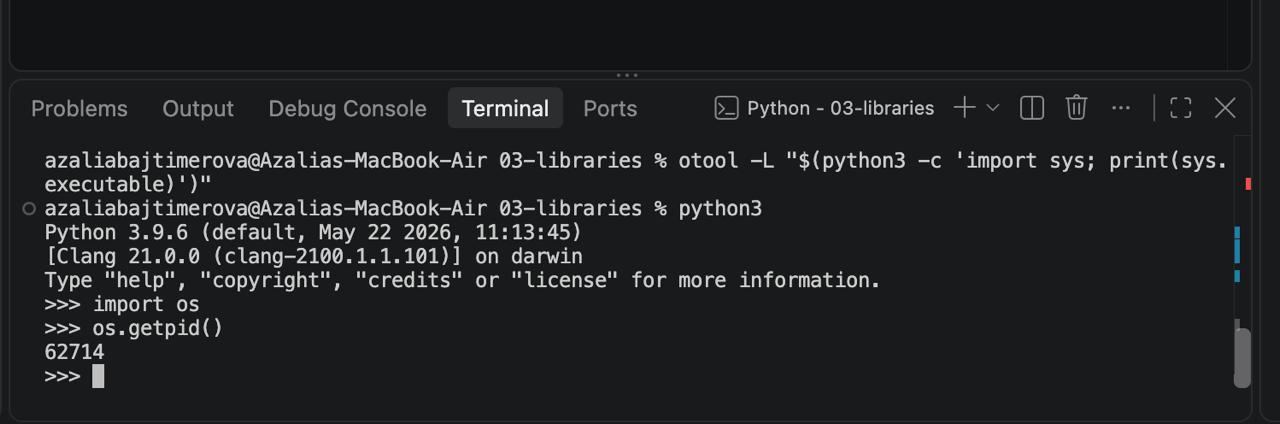 Problems Output Debug Console Terminal Ports Python - 03-libraries
azaliabajtimerova@Azalias-MacBook-Air 03-libraries % otool -L "$(python3 -c 'import sys; print(sys.
executable)')"
azaliabajtimerova@Azalias-MacBook-Air 03-libraries % python3
Python 3.9.6 (default, May 22 2026, 11:13:45)
[Clang 21.0.0 (clang-2100.1.1.101)] on darwin
Type "help", "copyright", "credits" or "license" for more information.
>>> import os
>>> os.getpid()
62714
>>>